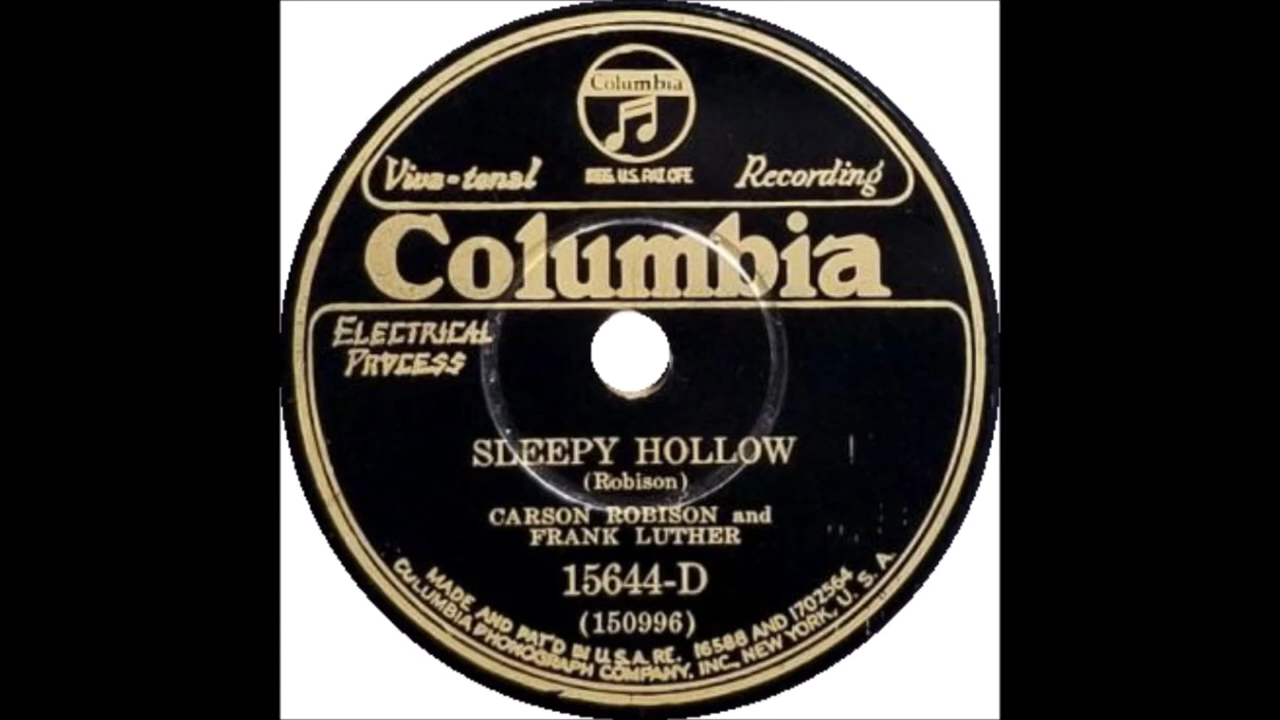 Columbia
Viva-tonal
REG. U.S. PAT. OFF.
Recording
Columbia
ELECTRICAL
PROCESS
SLEEPY HOLLOW
(Robison)
CARSON ROBISON and
FRANK LUTHER
15644-D
(150996)
MADE AND PAT'D IN U.S.A. RE. 16588 AND 1702564
COLUMBIA PHONOGRAPH COMPANY, INC., NEW YORK, U. S. A.